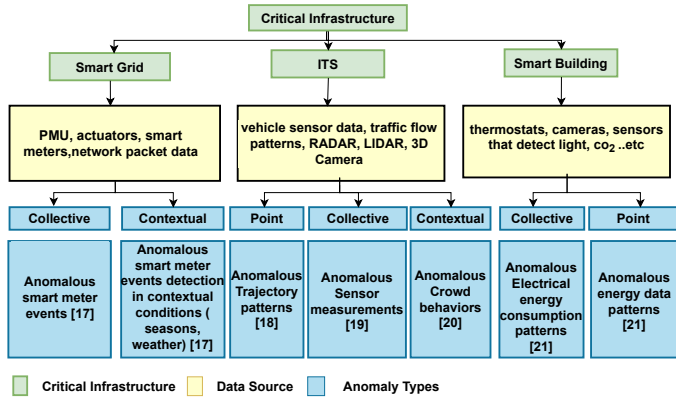 Critical Infrastructure
Smart Grid
ITS
Smart Building
PMU, actuators, smart
meters,network packet data
vehicle sensor data, traffic flow
patterns, RADAR, LIDAR, 3D
Camera
thermostats, cameras, sensors
that detect light, co₂ ..etc
Collective
Contextual
Point
Collective
Contextual
Collective
Point
Anomalous
smart meter
events [17]
Anomalous
smart meter
events detection
in contextual
conditions (
seasons,
weather) [17]
Anomalous
Trajectory
patterns
[18]
Anomalous
Sensor
measurements
[19]
Anomalous
Crowd
behaviors
[20]
Anomalous
Electrical
energy
consumption
patterns
[21]
Anomalous
energy data
patterns
[21]
Critical Infrastructure
Data Source
Anomaly Types